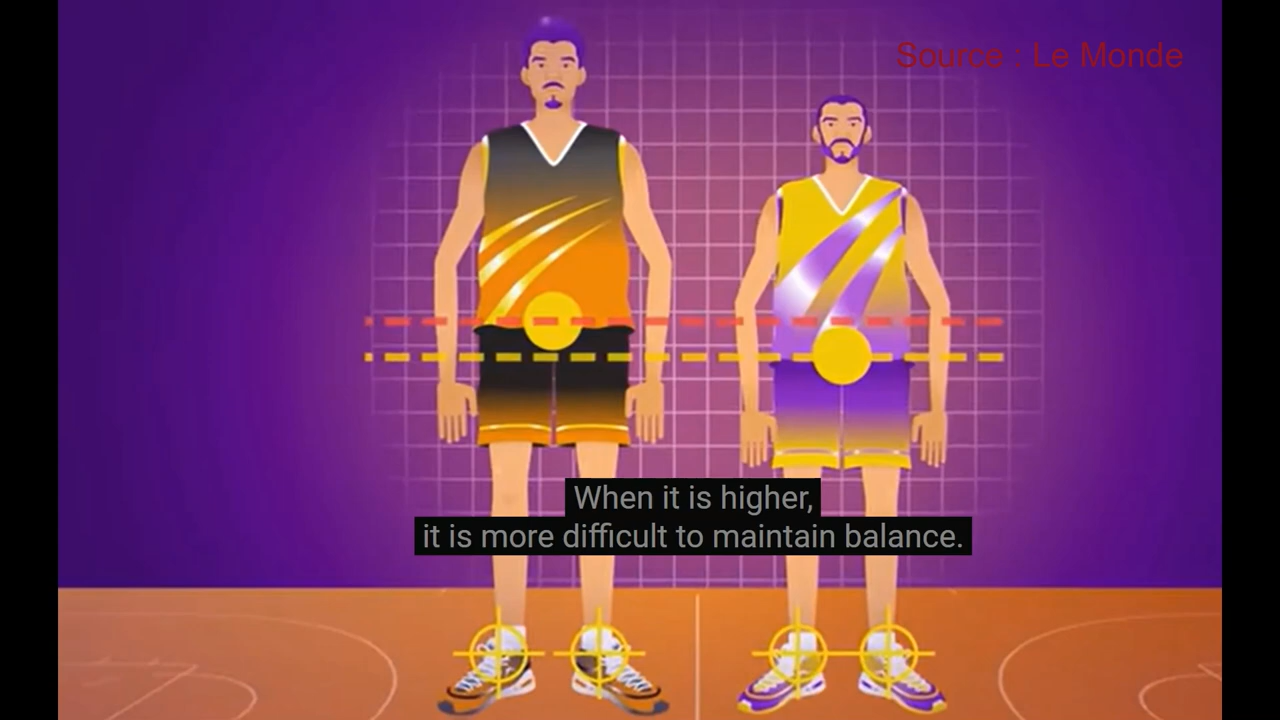 Source : Le Monde
When it is higher,
it is more difficult to maintain balance.